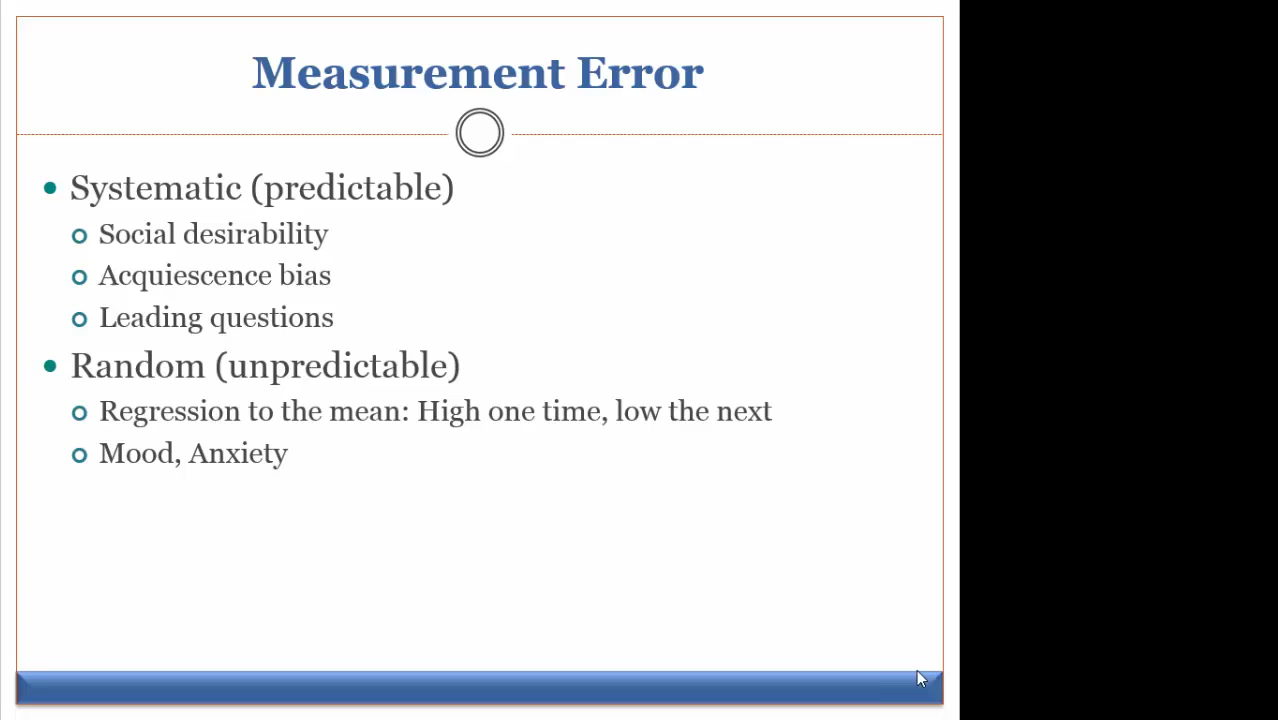 Measurement Error
Systematic (predictable)
Social desirability
Acquiescence bias
Leading questions
Random (unpredictable)
Regression to the mean: High one time, low the next
Mood, Anxiety